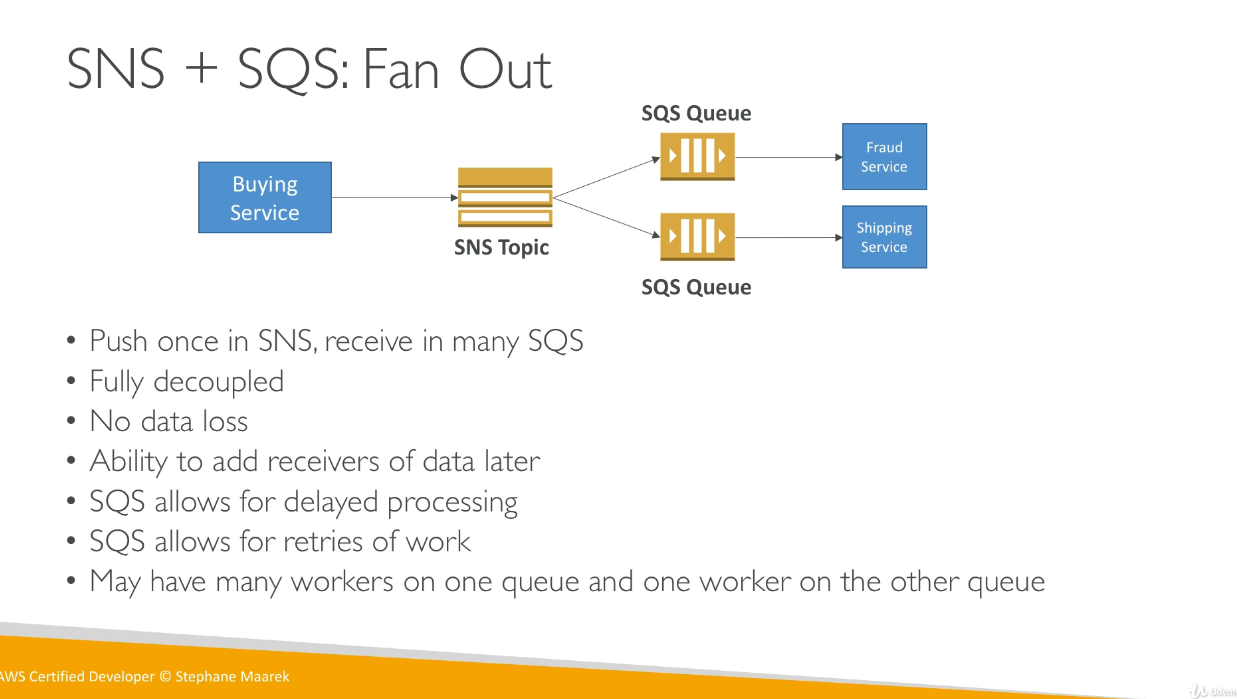 SNS + SQS: Fan Out
SQS Queue
Fraud
Service
Buying
Service
SNS Topic
Shipping
Service
SQS Queue
• Push once in SNS, receive in many SQS
• Fully decoupled
• No data loss
• Ability to add receivers of data later
• SQS allows for delayed processing
• SQS allows for retries of work
• May have many workers on one queue and one worker on the other queue
AWS Certified Developer © Stephane Maarek
Udemy